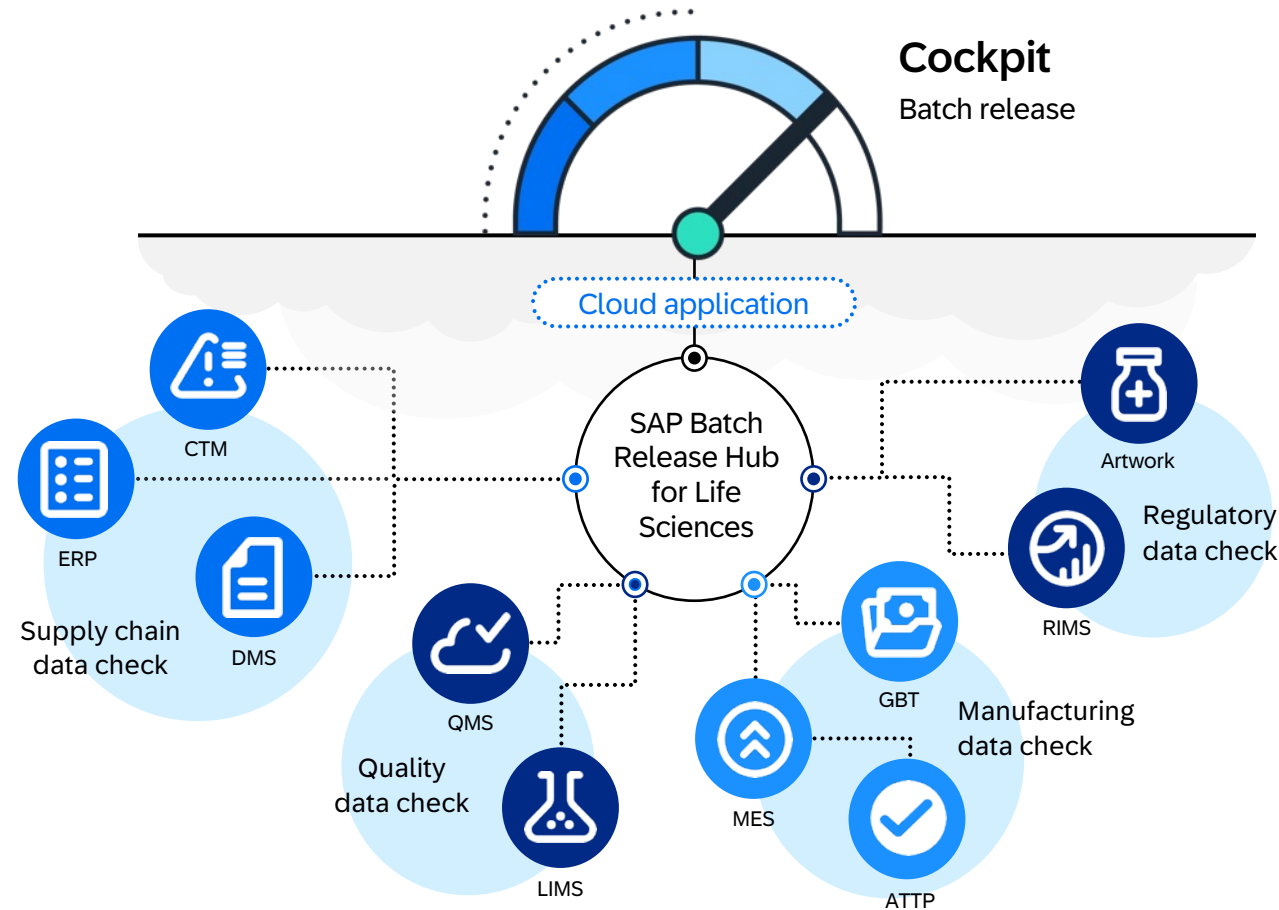 Cockpit
Batch release
Cloud application
SAP Batch
Release Hub
for Life
Sciences
CTM
ERP
DMS
Supply chain
data check
QMS
LIMS
Quality
data check
GBT
MES
ATTP
Manufacturing
data check
Artwork
RIMS
Regulatory
data check